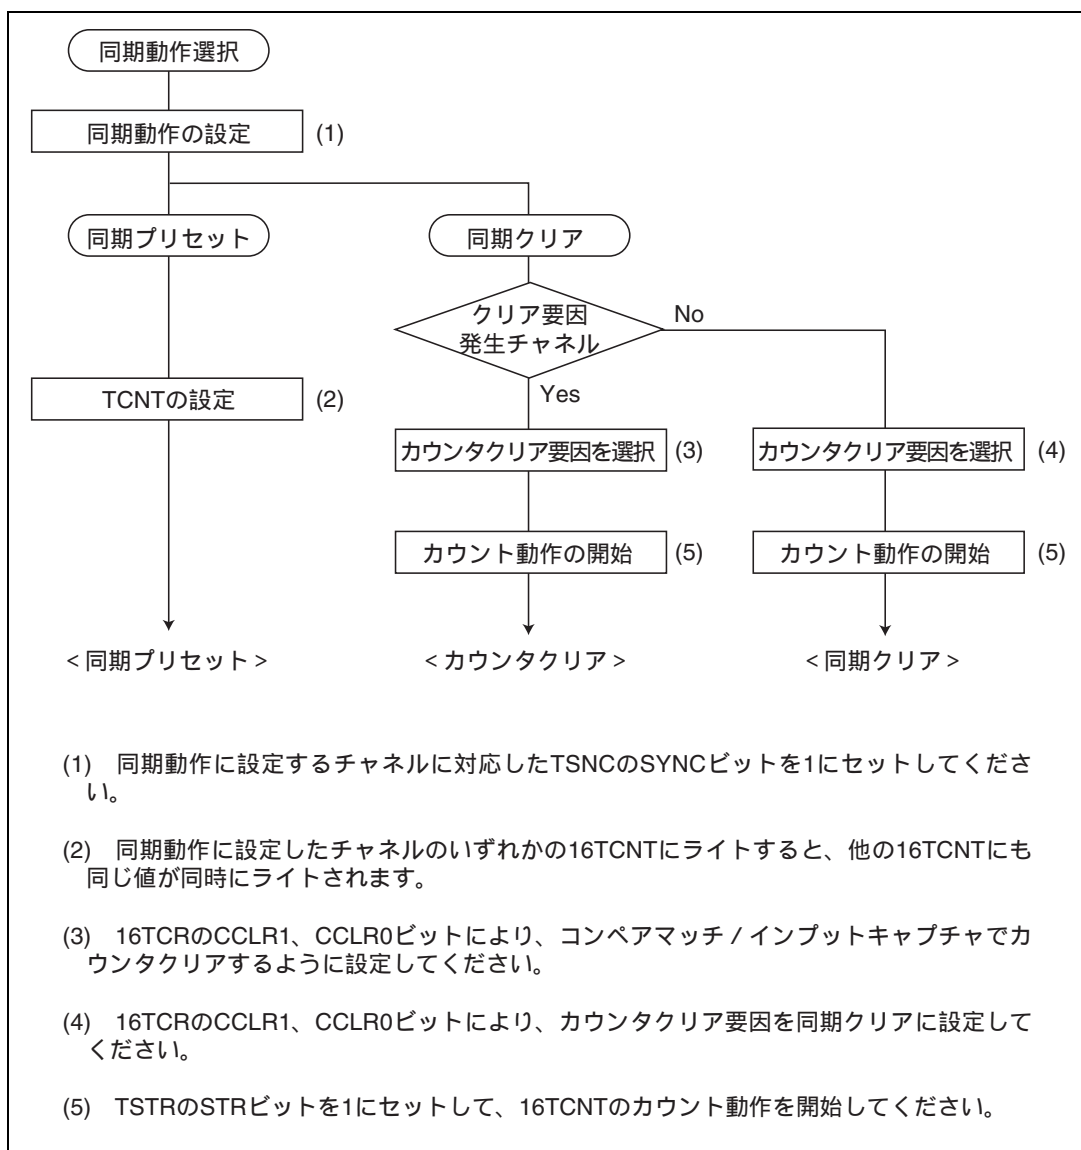 同期動作選択
同期動作の設定 (1)
同期プリセット 同期クリア
クリア要因
発生チャネル
No
Yes
TCNTの設定 (2)
カウンタクリア要因を選択 (3) カウンタクリア要因を選択 (4)
カウント動作の開始 (5) カウント動作の開始 (5)
<同期プリセット> <カウンタクリア> <同期クリア>
(1) 同期動作に設定するチャネルに対応したTSNCのSYNCビットを1にセットしてくださ
い。
(2) 同期動作に設定したチャネルのいずれかの16TCNTにライトすると、他の16TCNTにも
同じ値が同時にライトされます。
(3) 16TCRのCCLR1、CCLR0ビットにより、コンペアマッチ / インプットキャプチャでカ
ウンタクリアするように設定してください。
(4) 16TCRのCCLR1、CCLR0ビットにより、カウンタクリア要因を同期クリアに設定して
ください。
(5) TSTRのSTRビットを1にセットして、16TCNTのカウント動作を開始してください。